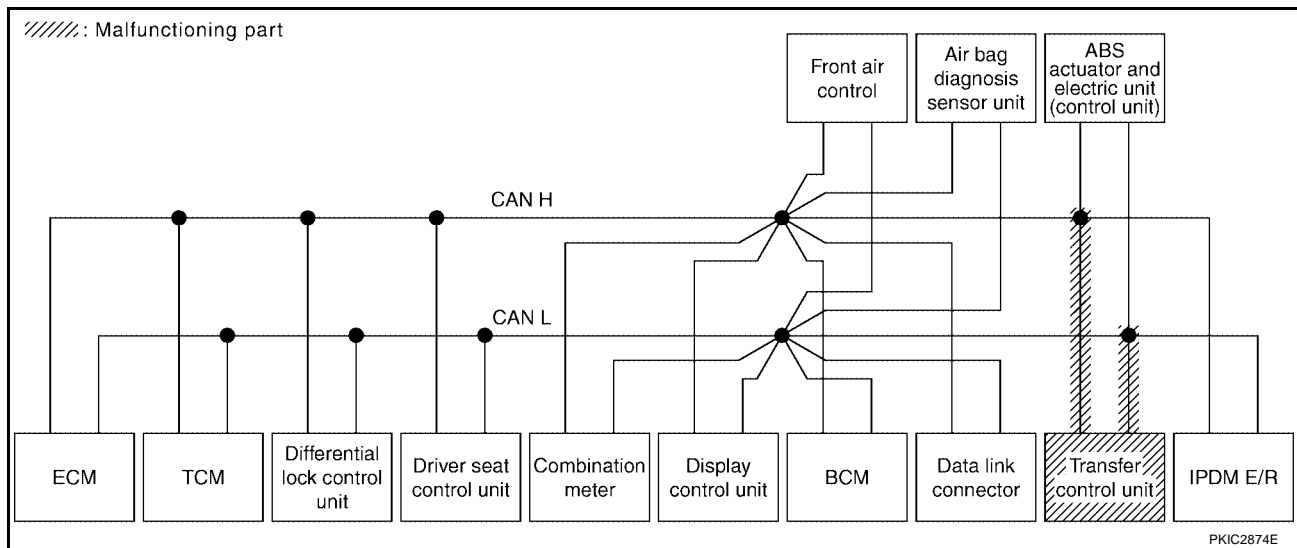 : Malfunctioning part
Front air
control
Air bag
diagnosis
sensor unit
ABS
actuator and
electric unit
(control unit)
CAN H
CAN L
ECM
TCM
Differential
lock control
unit
Driver seat
control unit
Combination
meter
Display
control unit
BCM
Data link
connector
Transfer
control unit
IPDM E/R
PKIC2874E